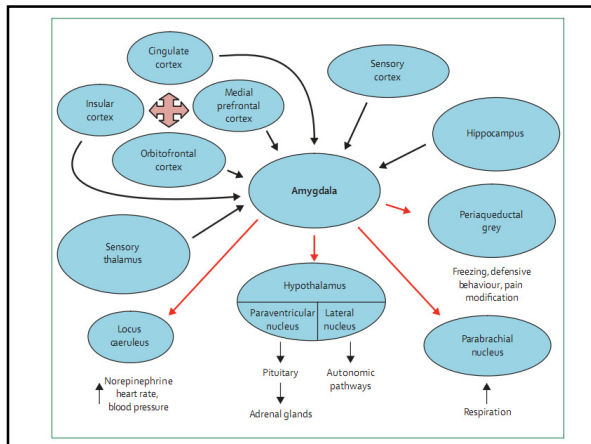 Cingulate
cortex
Sensory
cortex
Insular
cortex
Medial
prefrontal
cortex
Hippocampus
Orbitofrontal
cortex
Amygdala
Periaqueductal
grey
Sensory
thalamus
Freezing, defensive
behaviour, pain
modification
Hypothalamus
Paraventricular
nucleus
Lateral
nucleus
Locus
caeruleus
Parabrachial
nucleus
Norepinephrine
heart rate,
blood pressure
Pituitary
Adrenal glands
Autonomic
pathways
Respiration